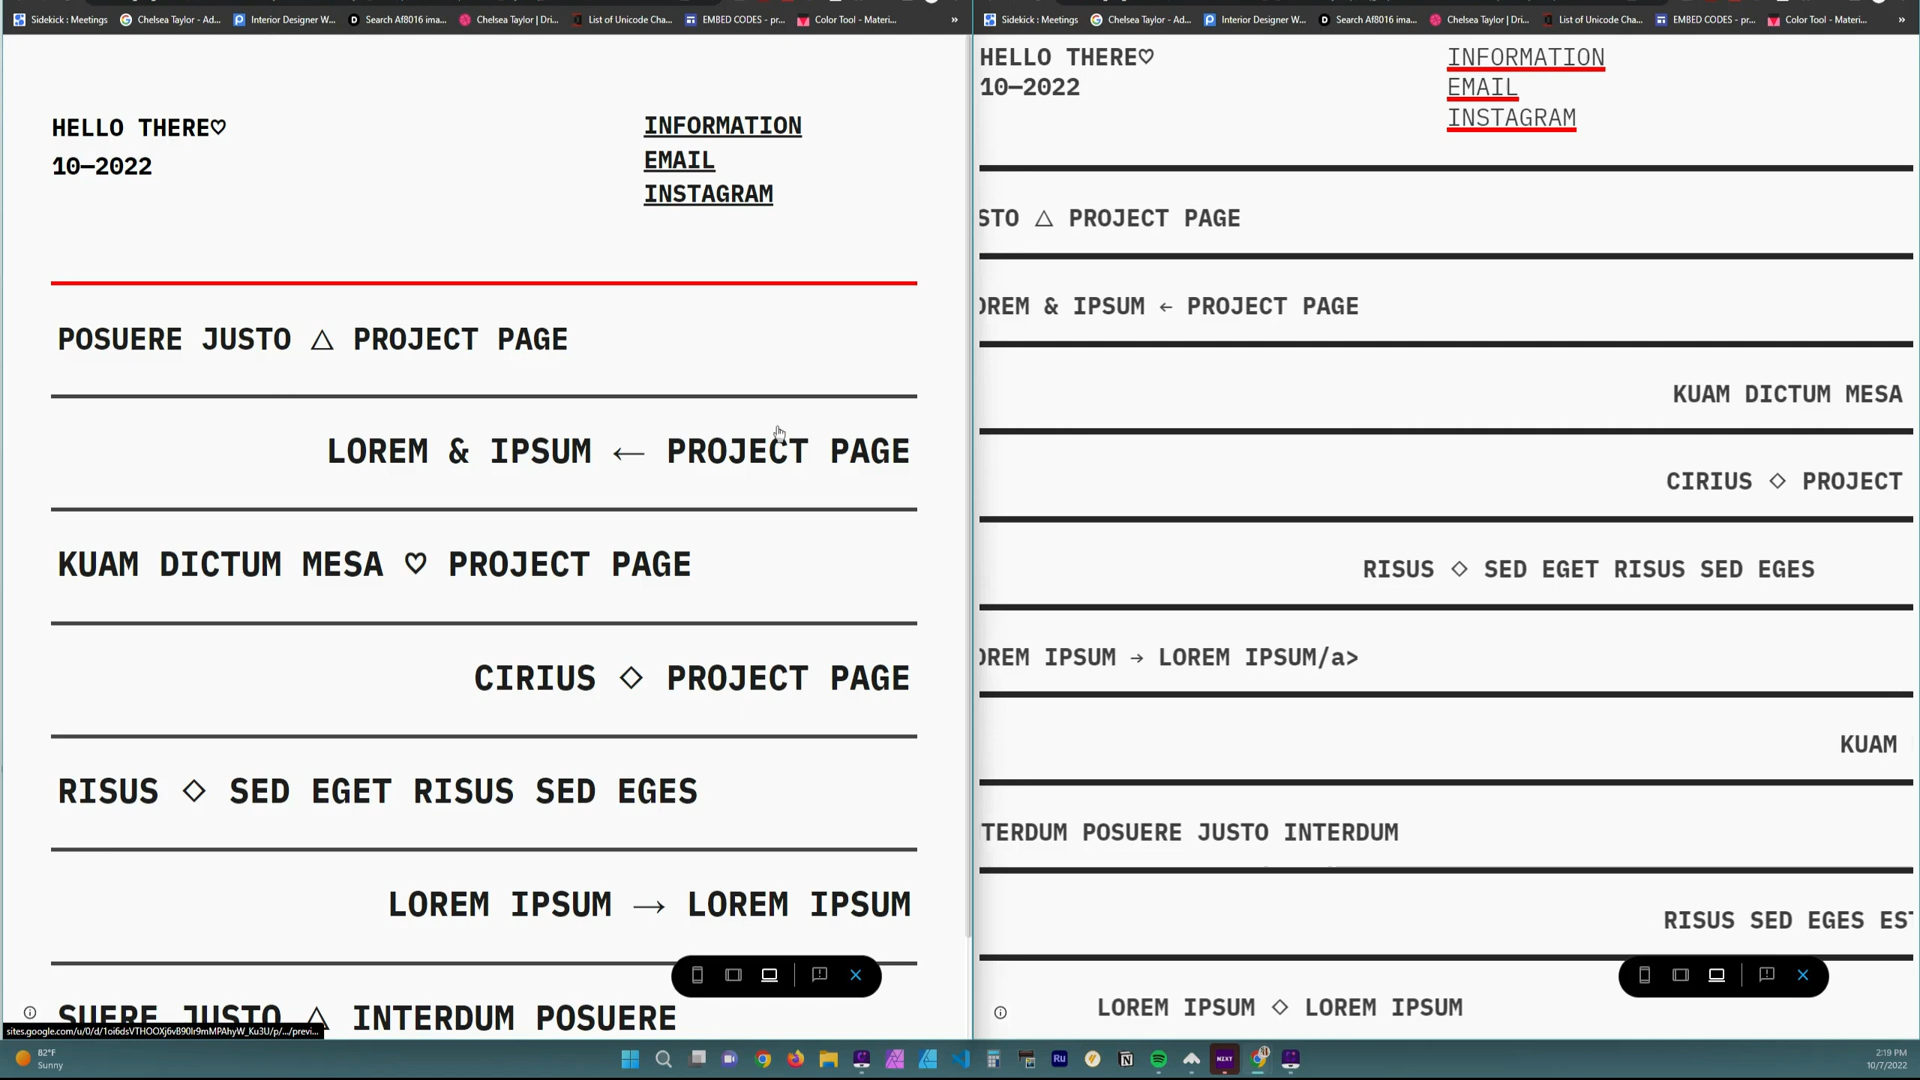 Sidekick : Meetings
Chelsea Taylor - Ad...
Interior Designer W...
Search Af8016 ima...
Chelsea Taylor | Dri...
List of Unicode Cha...
EMBED CODES - pr...
Color Tool - Materi...
»
HELLO THERE♡
10—2022
INFORMATION
EMAIL
INSTAGRAM
POSUERE JUSTO △ PROJECT PAGE
LOREM & IPSUM ← PROJECT PAGE
KUAM DICTUM MESA ♡ PROJECT PAGE
CIRIUS ◇ PROJECT PAGE
RISUS ◇ SED EGET RISUS SED EGES
LOREM IPSUM → LOREM IPSUM
SUERE JUSTO △ INTERDUM POSUERE
Sidekick : Meetings
Chelsea Taylor - Ad...
Interior Designer W...
Search Af8016 ima...
Chelsea Taylor | Dri...
List of Unicode Cha...
EMBED CODES - pr...
Color Tool - Materi...
»
HELLO THERE♡
10—2022
INFORMATION
EMAIL
INSTAGRAM
STO △ PROJECT PAGE
OREM & IPSUM ← PROJECT PAGE
KUAM DICTUM MESA
CIRIUS ◇ PROJECT
RISUS ◇ SED EGET RISUS SED EGES
OREM IPSUM → LOREM IPSUM/a>
KUAM
TERDUM POSUERE JUSTO INTERDUM
RISUS SED EGES EST
LOREM IPSUM ◇ LOREM IPSUM
82°F
Sunny
Ru
NEXT
2:19 PM
10/7/2022